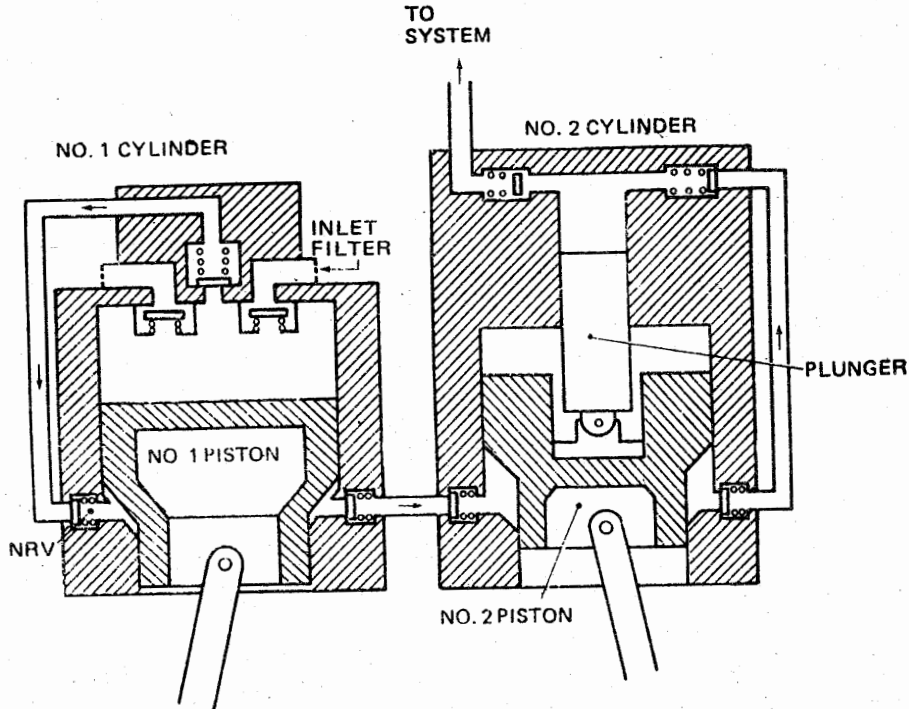 TO
SYSTEM
NO. 1 CYLINDER
NO. 2 CYLINDER
INLET
FILTER
PLUNGER
NO 1 PISTON
NRV
NO. 2 PISTON